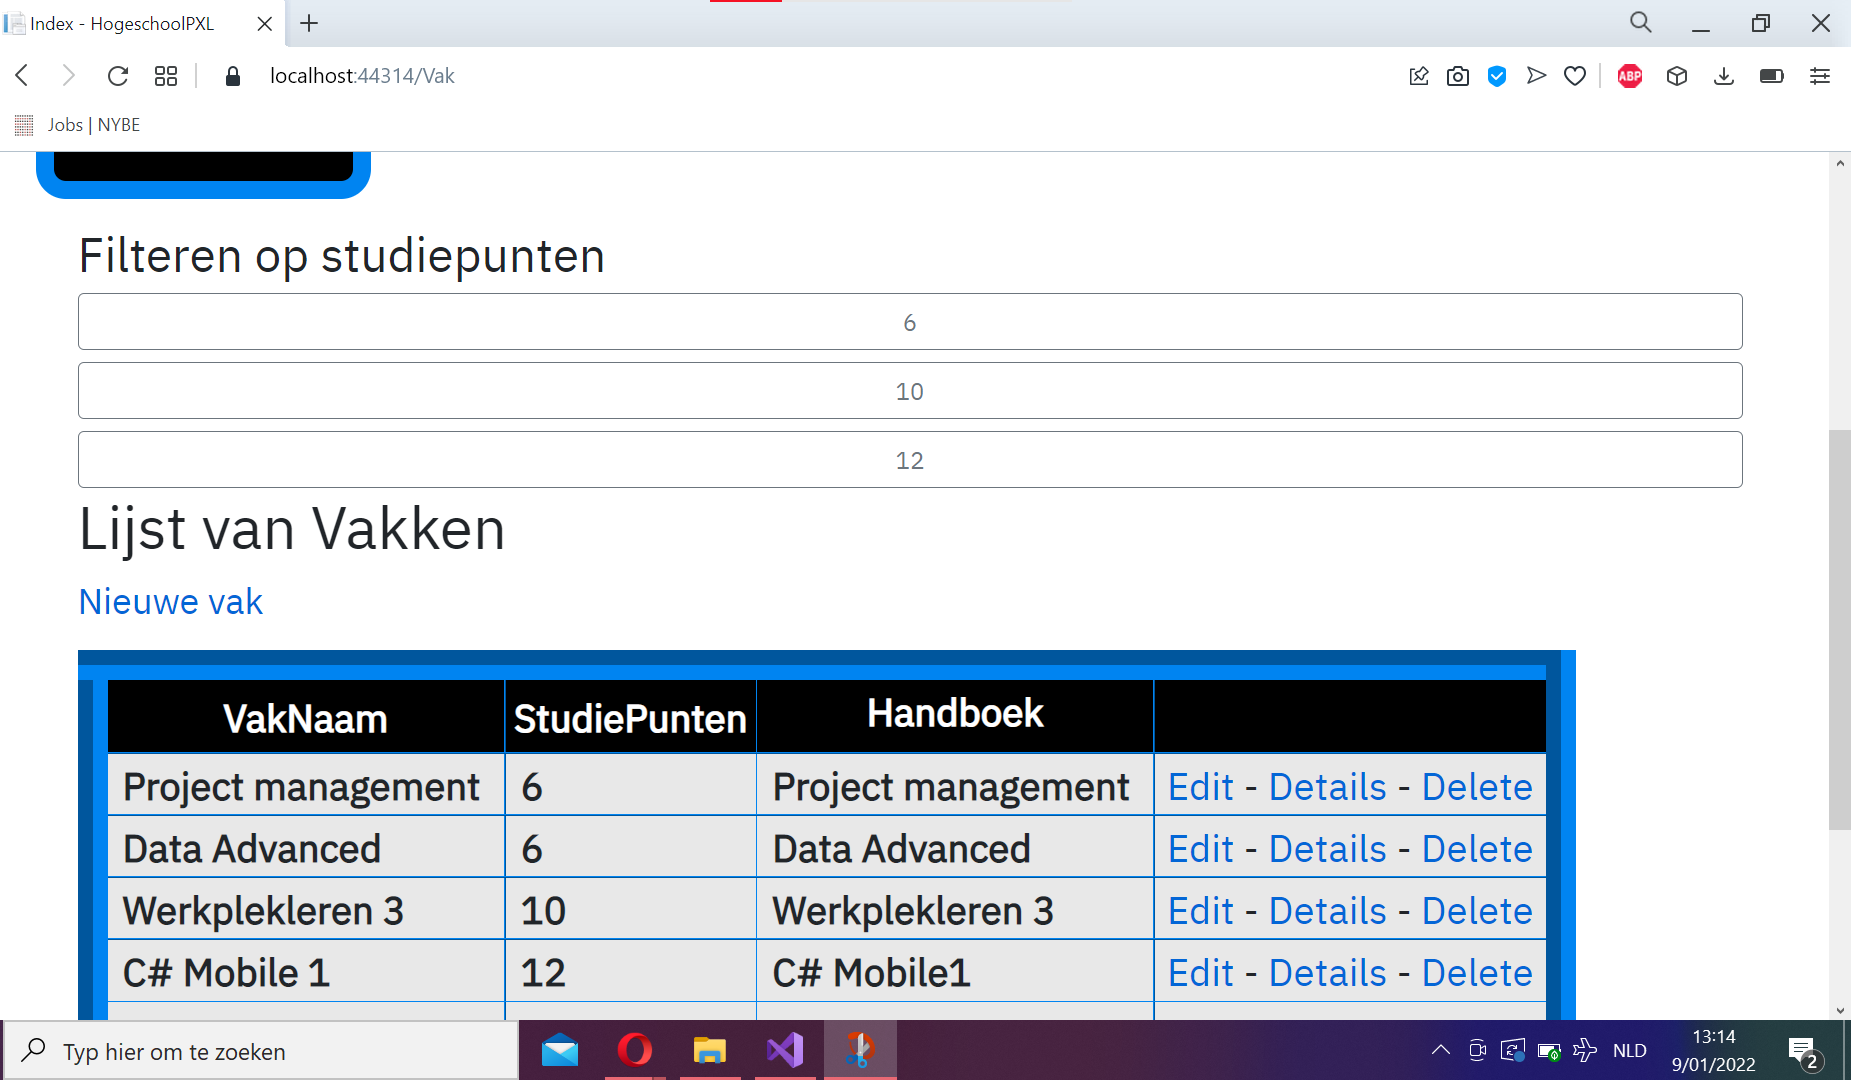 Index - HogeschoolPXL
localhost:44314/Vak
ABP
Jobs | NYBE
Filteren op studiepunten
6
10
12
Lijst van Vakken
Nieuwe vak
VakNaam StudiePunten Handboek
Project management 6 Project management Edit - Details - Delete
Data Advanced 6 Data Advanced Edit - Details - Delete
Werkplekleren 3 10 Werkplekleren 3 Edit - Details - Delete
C# Mobile 1 12 C# Mobile1 Edit - Details - Delete
Typ hier om te zoeken
NLD
13:14
9/01/2022
2